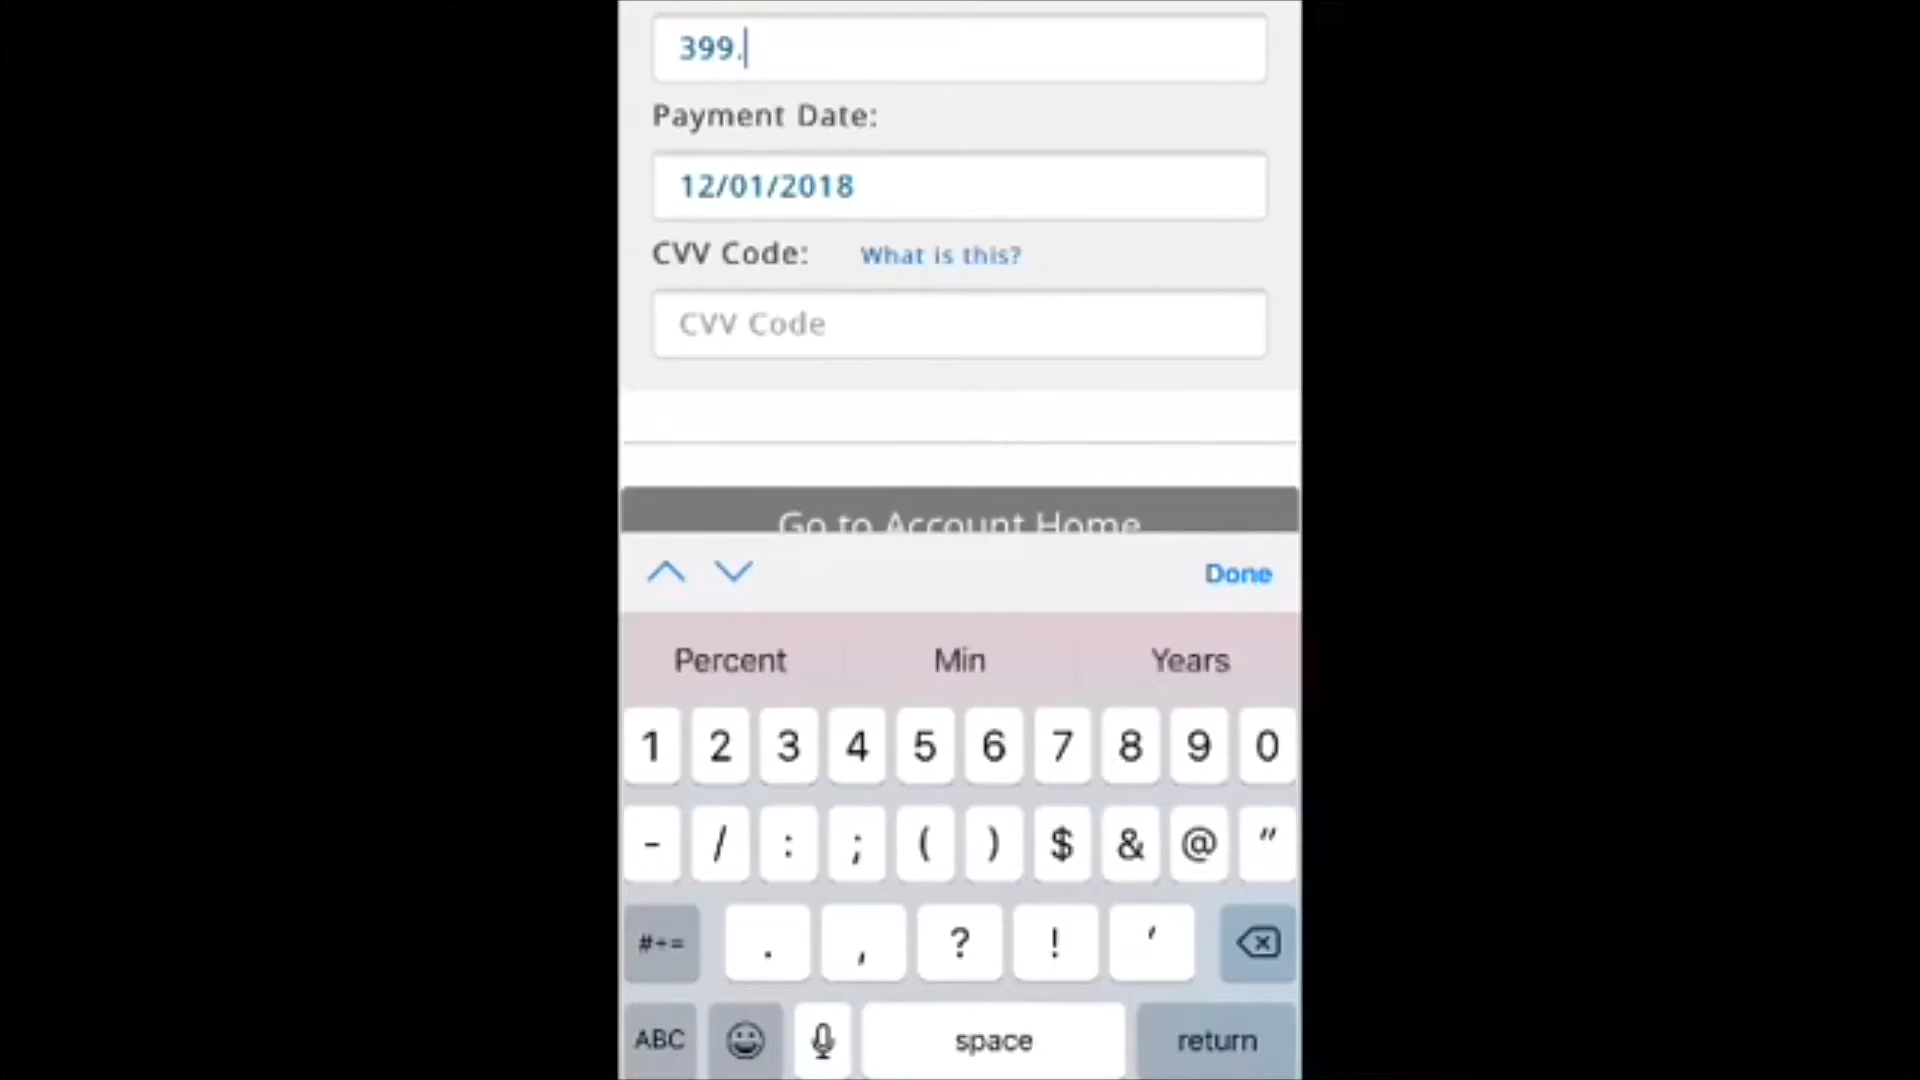 399.
Payment Date:
12/01/2018
CVV Code: What is this?
CVV Code
Go to Account Home
Done
Percent Min Years
1 2 3 4 5 6 7 8 9 0
- / : ; ( ) $ & @ "
#+= . , ? ! '
ABC space return